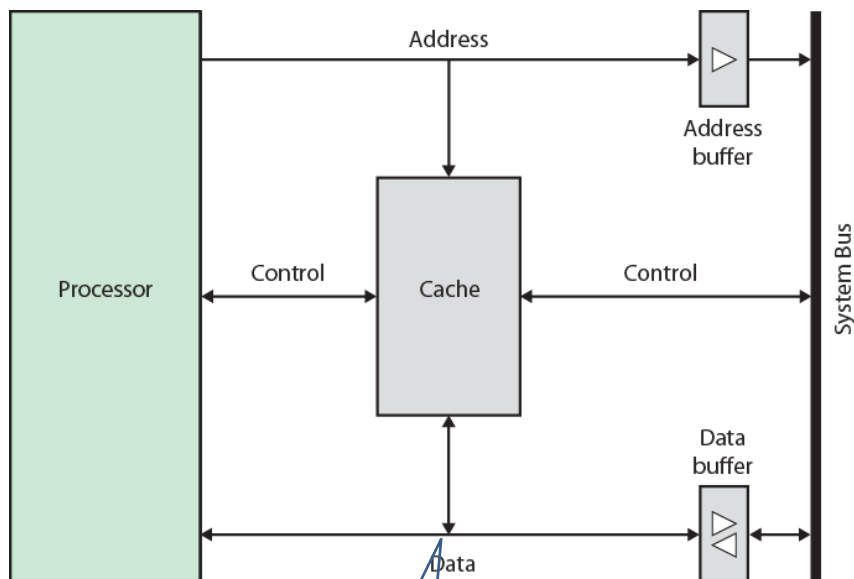 Address
Address
buffer
System Bus
Processor
Control
Cache
Control
Data
buffer
Data